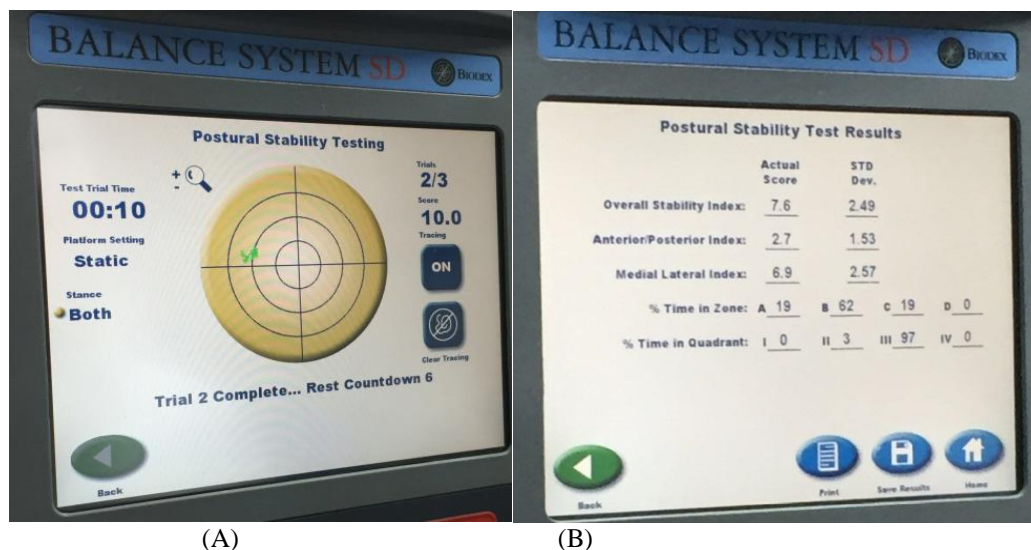 BALANCE SYSTEM SD BIODEX
Postural Stability Testing
+
-
Test Trial Time
00:10
Platform Setting
Static
Stance
Both
Trials
2/3
Score
10.0
Tracing
ON
Clear Tracing
Trial 2 Complete... Rest Countdown 6
Back
(A)
BALANCE SYSTEM SD BIODEX
Postural Stability Test Results
Actual Score STD Dev.
Overall Stability Index: 7.6 2.49
Anterior/Posterior Index: 2.7 1.53
Medial Lateral Index: 6.9 2.57
% Time in Zone: A 19 B 62 C 19 D 0
% Time in Quadrant: I 0 II 3 III 97 IV 0
Back
Print
Save Results
Home
(B)